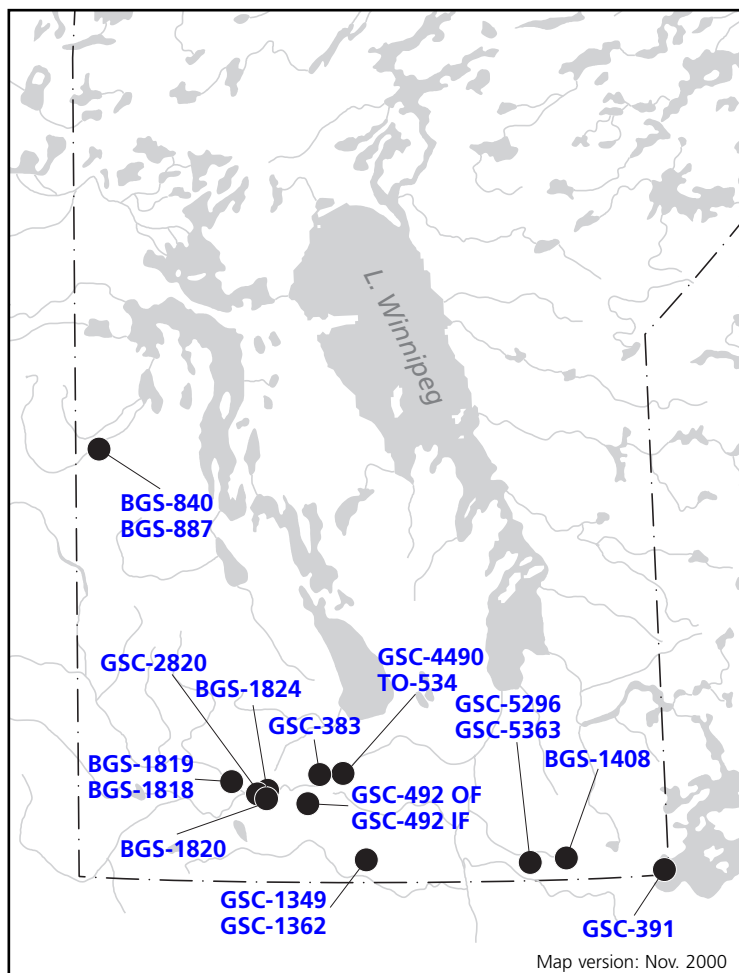 L. Winnipeg
BGS-840
BGS-887
GSC-4490
TO-534
GSC-2820
BGS-1824
GSC-5296
GSC-5363
GSC-383
BGS-1408
BGS-1819
BGS-1818
GSC-492 OF
GSC-492 IF
BGS-1820
GSC-1349
GSC-1362
GSC-391
Map version: Nov. 2000